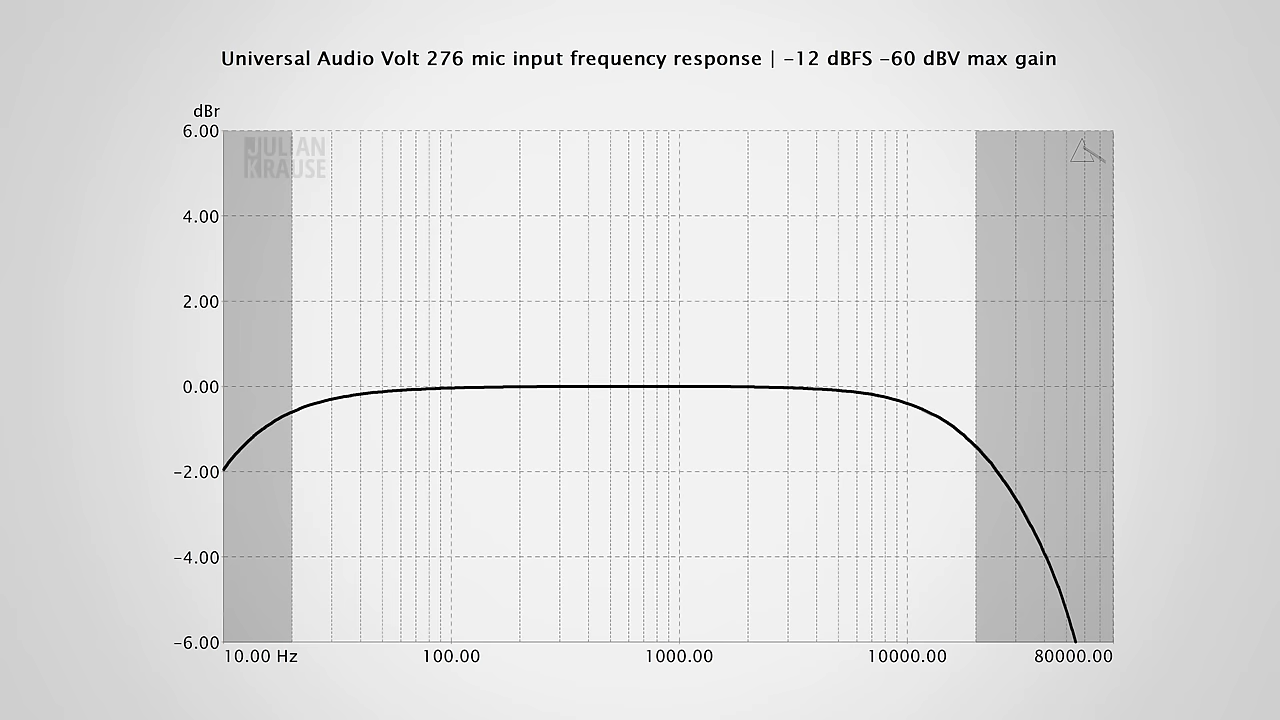 Universal Audio Volt 276 mic input frequency response | −12 dBFS −60 dBV max gain
dBr
6.00
JULIAN
KRAUSE
4.00
2.00
0.00
−2.00
−4.00
−6.00
10.00 Hz 100.00 1000.00 10000.00 80000.00